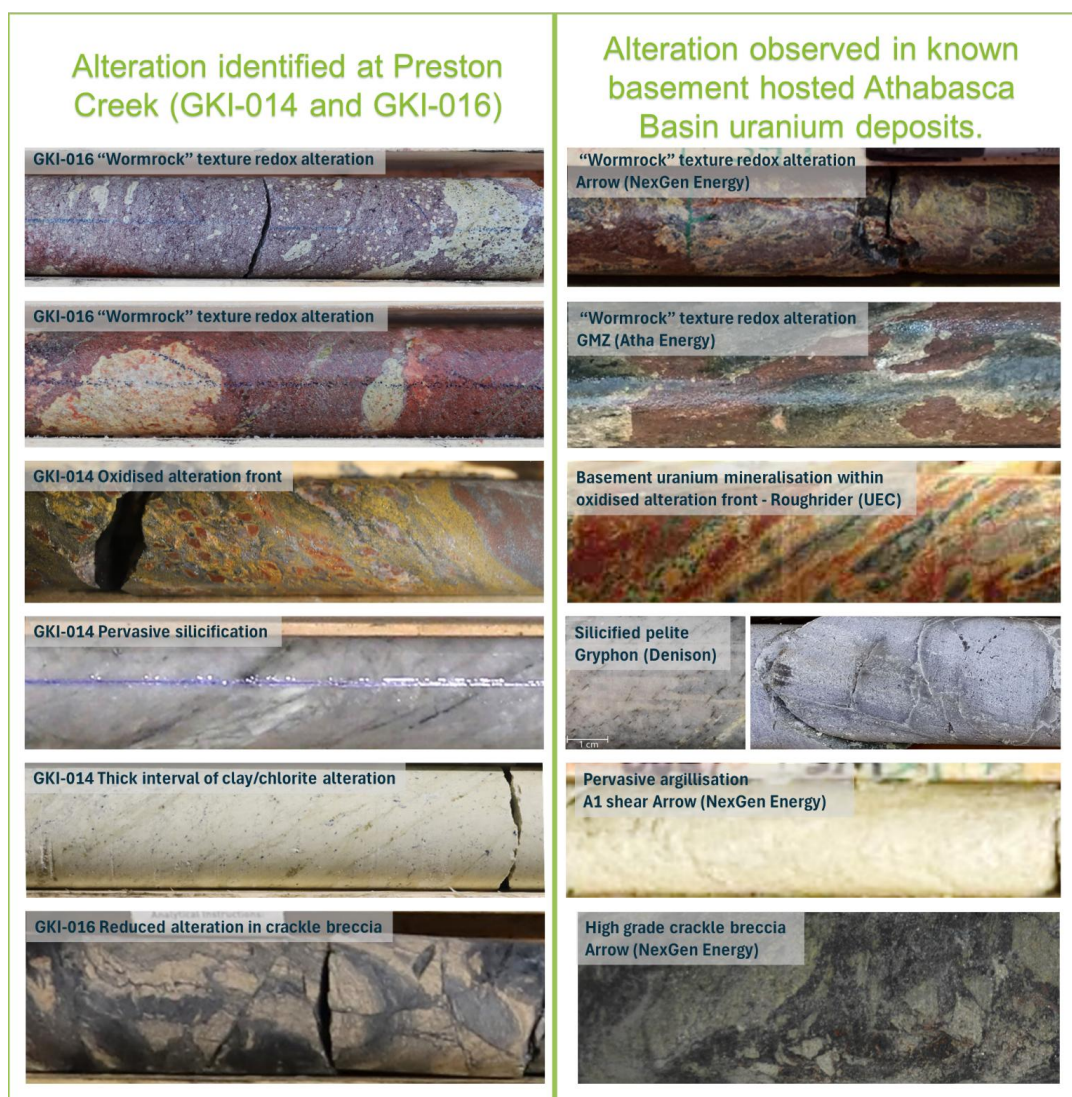 Alteration identified at Preston
Creek (GKI-014 and GKI-016)
GKI-016 “Wormrock” texture redox alteration
GKI-016 “Wormrock” texture redox alteration
GKI-014 Oxidised alteration front
GKI-014 Pervasive silicification
GKI-014 Thick interval of clay/chlorite alteration
Analytical Instructions
GKI-016 Reduced alteration in crackle breccia
Alteration observed in known
basement hosted Athabasca
Basin uranium deposits.
“Wormrock” texture redox alteration
Arrow (NexGen Energy)
“Wormrock” texture redox alteration
GMZ (Atha Energy)
Basement uranium mineralisation within
oxidised alteration front - Roughrider (UEC)
Silicified pelite
Gryphon (Denison)
1 cm
Pervasive argillisation
A1 shear Arrow (NexGen Energy)
High grade crackle breccia
Arrow (NexGen Energy)